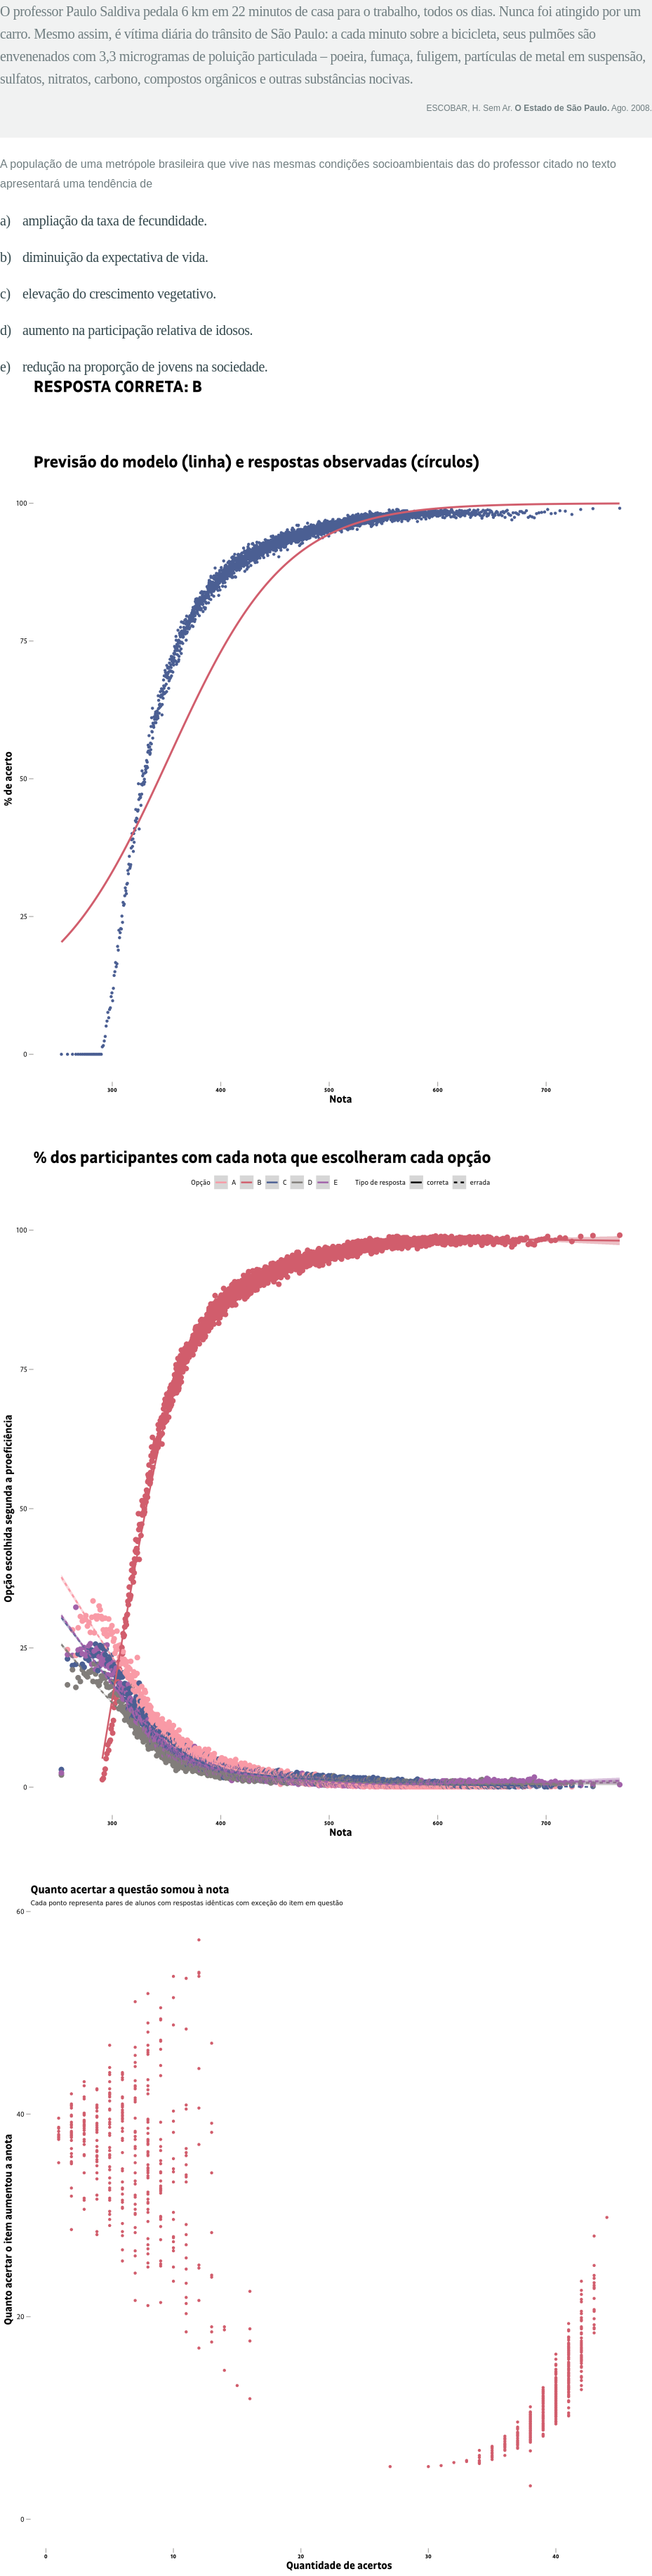 O professor Paulo Saldiva pedala 6 km em 22 minutos de casa para o trabalho, todos os dias. Nunca foi atingido por um
carro. Mesmo assim, é vítima diária do trânsito de São Paulo: a cada minuto sobre a bicicleta, seus pulmões são
envenenados com 3,3 microgramas de poluição particulada – poeira, fumaça, fuligem, partículas de metal em suspensão,
sulfatos, nitratos, carbono, compostos orgânicos e outras substâncias nocivas.
ESCOBAR, H. Sem Ar. O Estado de São Paulo. Ago. 2008.
A população de uma metrópole brasileira que vive nas mesmas condições socioambientais das do professor citado no texto
apresentará uma tendência de
a) ampliação da taxa de fecundidade.
b) diminuição da expectativa de vida.
c) elevação do crescimento vegetativo.
d) aumento na participação relativa de idosos.
e) redução na proporção de jovens na sociedade.
RESPOSTA CORRETA: B
Previsão do modelo (linha) e respostas observadas (círculos)
100
75
50
25
0
% de acerto
300 400 500 600 700
Nota
% dos participantes com cada nota que escolheram cada opção
Opção A B C D E Tipo de resposta correta errada
100
75
50
25
0
Opção escolhida segunda a proeficiência
300 400 500 600 700
Nota
Quanto acertar a questão somou à nota
Cada ponto representa pares de alunos com respostas idênticas com exceção do item em questão
60
40
20
0
Quanto acertar o item aumentou a anota
0 10 20 30 40
Quantidade de acertos